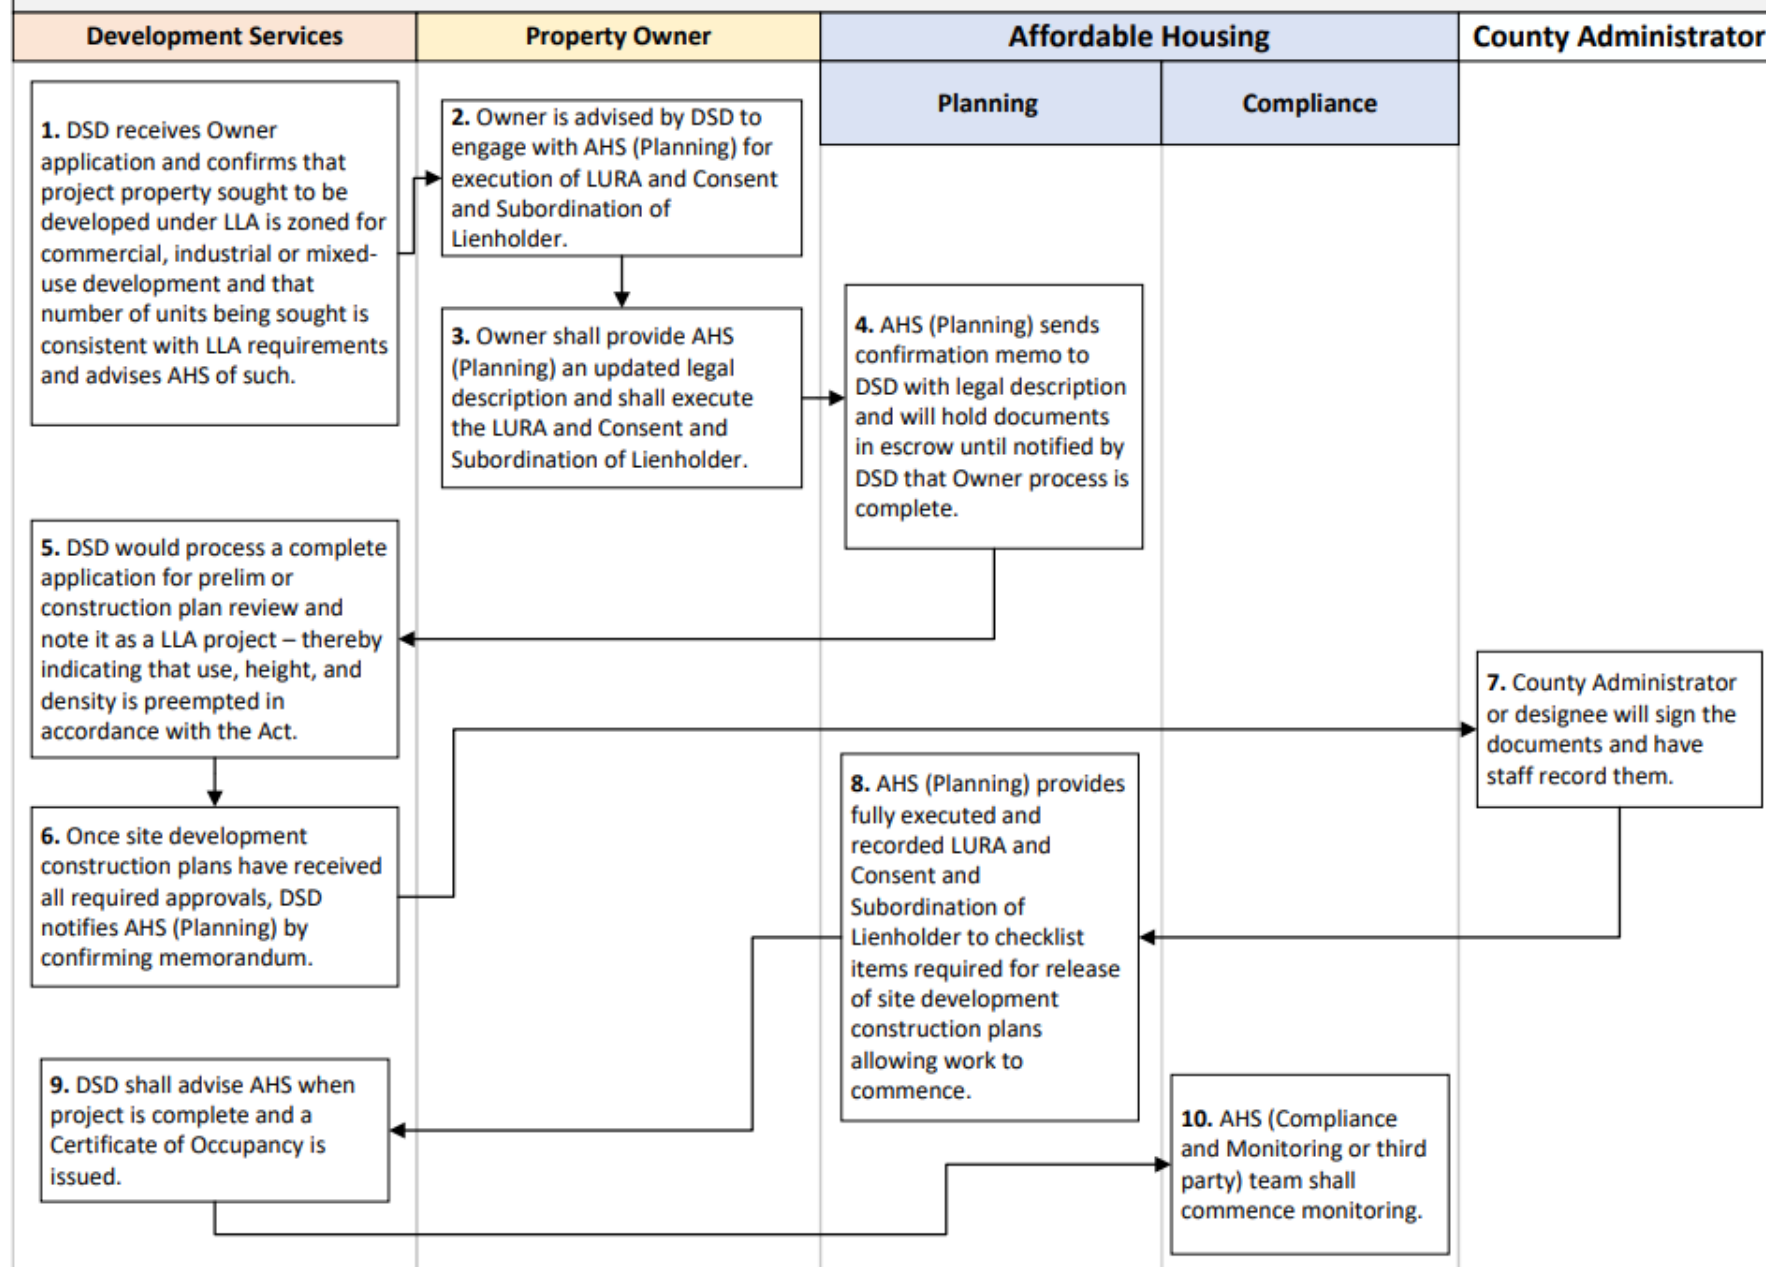 Development Services
Property Owner
Affordable Housing
County Administrator
Planning
Compliance
1. DSD receives Owner
application and confirms that
project property sought to be
developed under LLA is zoned for
commercial, industrial or mixed-
use development and that
number of units being sought is
consistent with LLA requirements
and advises AHS of such.
2. Owner is advised by DSD to
engage with AHS (Planning) for
execution of LURA and Consent
and Subordination of
Lienholder.
3. Owner shall provide AHS
(Planning) an updated legal
description and shall execute
the LURA and Consent and
Subordination of Lienholder.
4. AHS (Planning) sends
confirmation memo to
DSD with legal description
and will hold documents
in escrow until notified by
DSD that Owner process is
complete.
5. DSD would process a complete
application for prelim or
construction plan review and
note it as a LLA project – thereby
indicating that use, height, and
density is preempted in
accordance with the Act.
6. Once site development
construction plans have received
all required approvals, DSD
notifies AHS (Planning) by
confirming memorandum.
7. County Administrator
or designee will sign the
documents and have
staff record them.
8. AHS (Planning) provides
fully executed and
recorded LURA and
Consent and
Subordination of
Lienholder to checklist
items required for release
of site development
construction plans
allowing work to
commence.
9. DSD shall advise AHS when
project is complete and a
Certificate of Occupancy is
issued.
10. AHS (Compliance
and Monitoring or third
party) team shall
commence monitoring.